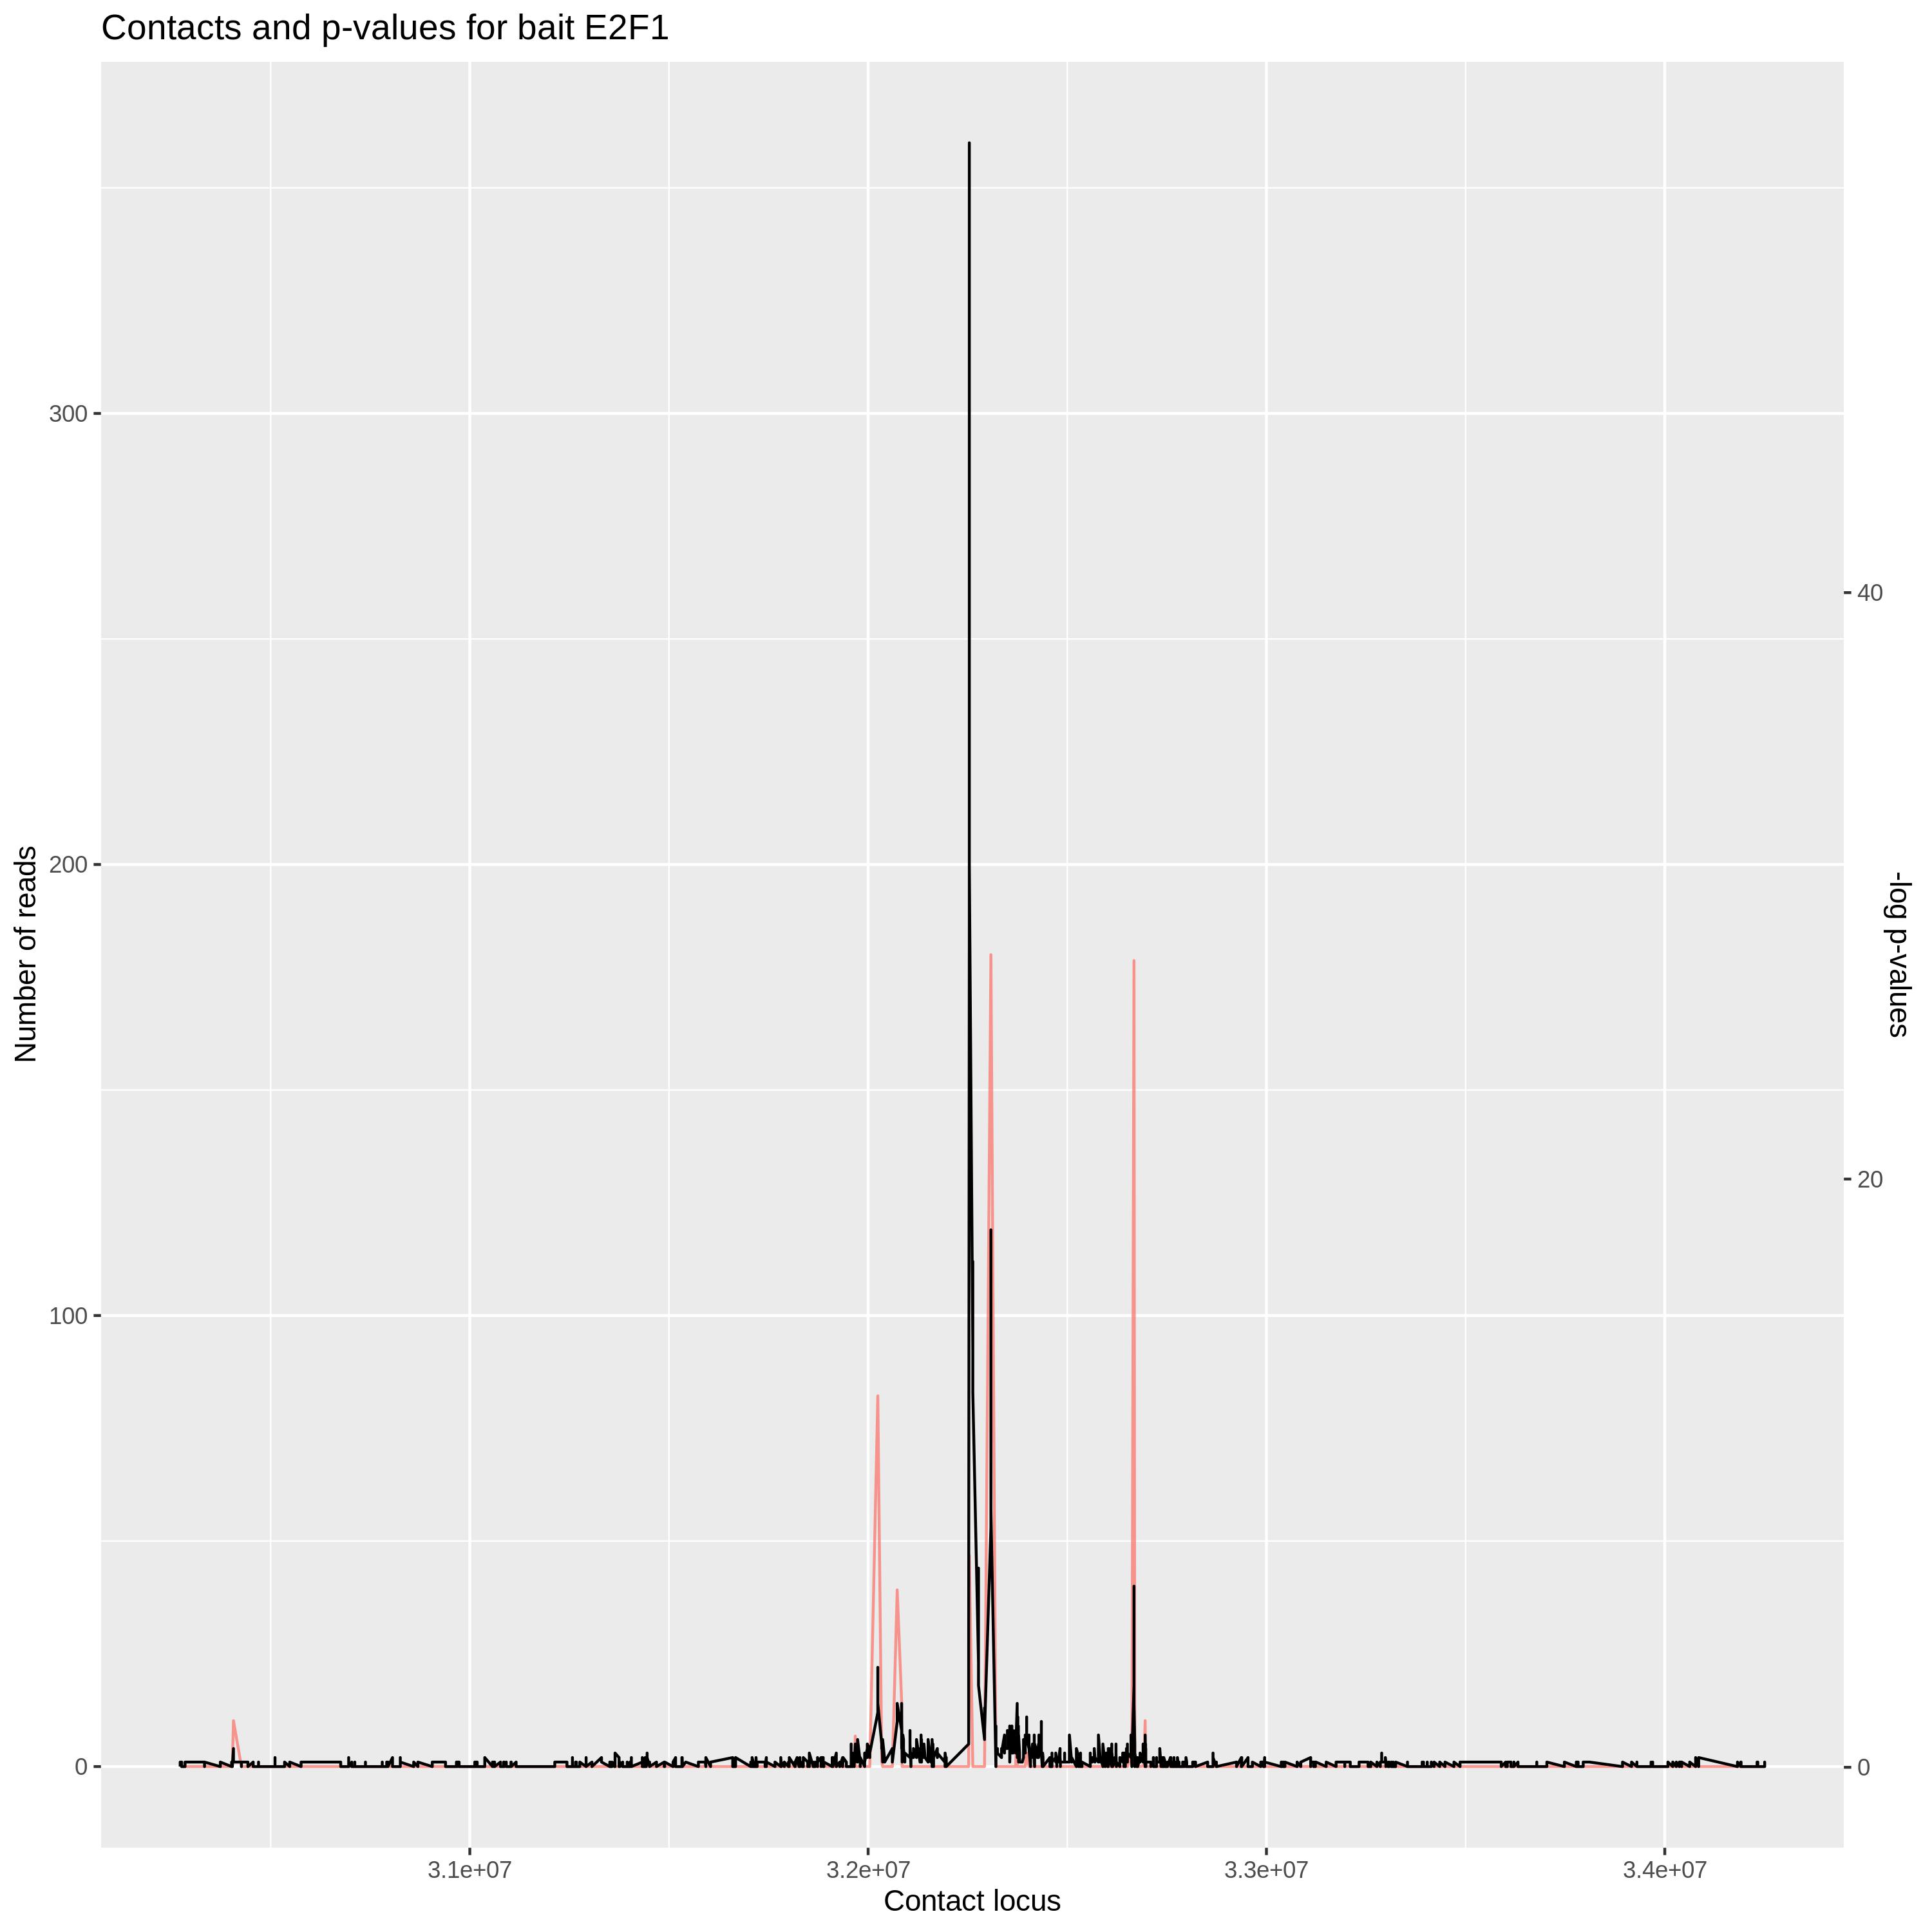 Contacts and p-values for bait E2F1
Number of reads
300
200
100
0
-log p-values
40
20
0
3.1e+07
3.2e+07
3.3e+07
3.4e+07
Contact locus